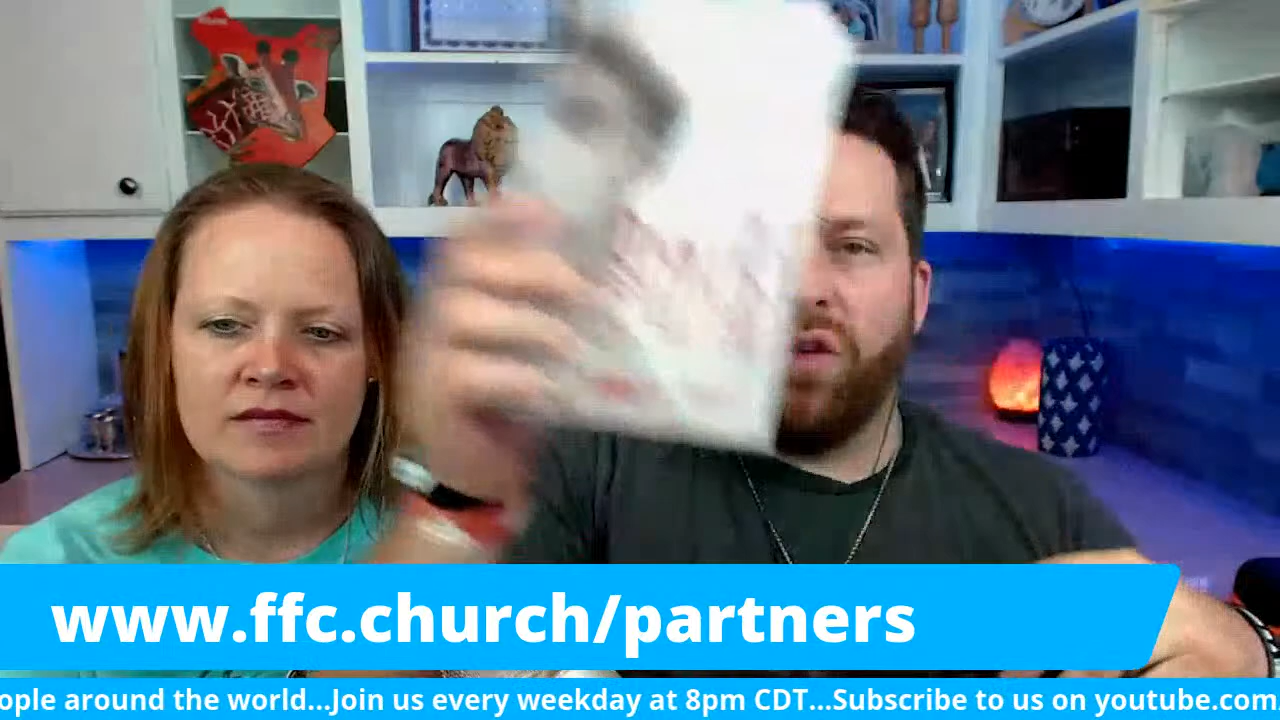 www.ffc.church/partners
ople around the world...Join us every weekday at 8pm CDT...Subscribe to us on youtube.com